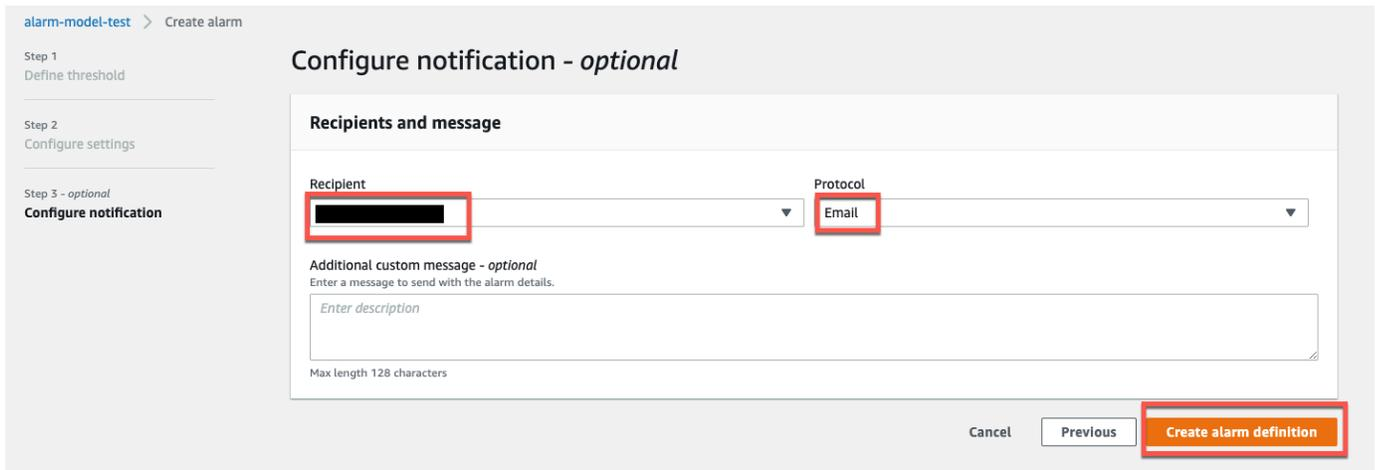 alarm-model-test > Create alarm
Step 1
Define threshold
Step 2
Configure settings
Step 3 - optional
Configure notification
Configure notification - optional
Recipients and message
Recipient
Protocol
Email
Additional custom message - optional
Enter a message to send with the alarm details.
Enter description
Max length 128 characters
Cancel
Previous
Create alarm definition